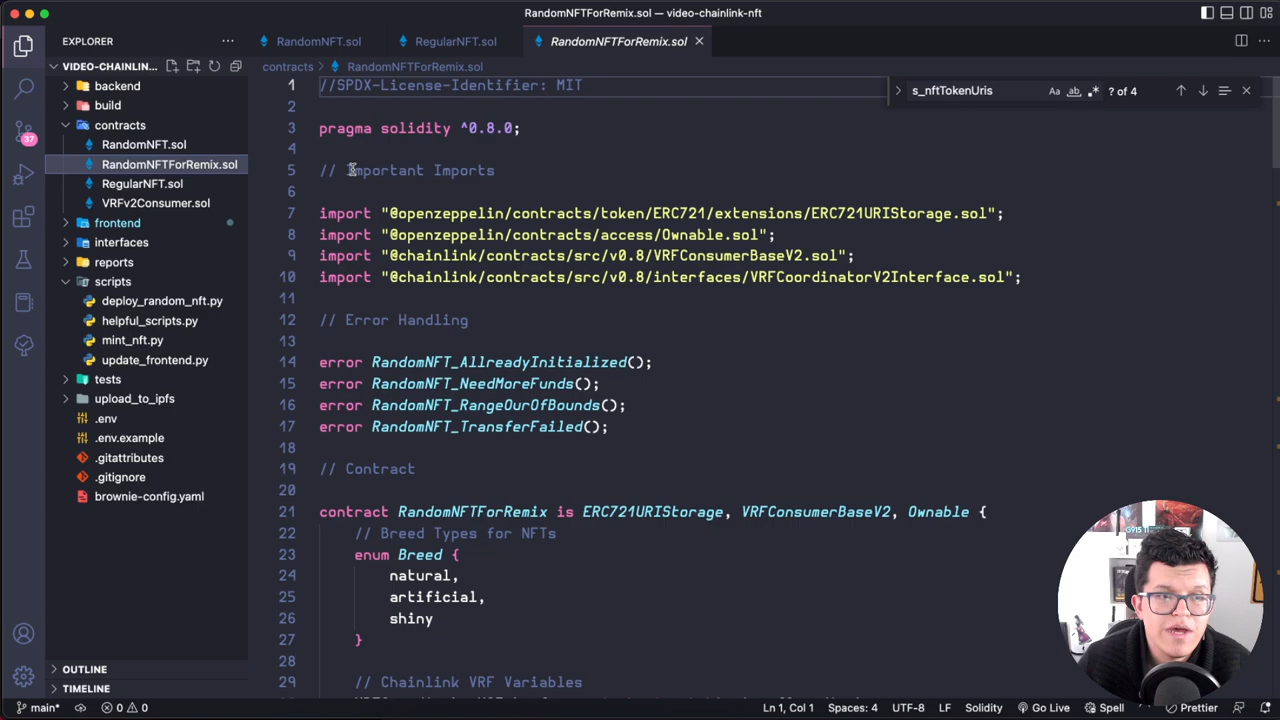 RandomNFTForRemix.sol — video-chainlink-nft
EXPLORER
VIDEO-CHAINLIN...
backend
build
contracts
RandomNFT.sol
RandomNFTForRemix.sol
RegularNFT.sol
VRFv2Consumer.sol
frontend
interfaces
reports
scripts
deploy_random_nft.py
helpful_scripts.py
mint_nft.py
update_frontend.py
tests
upload_to_ipfs
.env
.env.example
.gitattributes
.gitignore
brownie-config.yaml
OUTLINE
TIMELINE
37
RandomNFT.sol RegularNFT.sol RandomNFTForRemix.sol
contracts > RandomNFTForRemix.sol
s_nftTokenUris Aa ab .* ? of 4
1 //SPDX-License-Identifier: MIT
2
3 pragma solidity ^0.8.0;
4
5 // Important Imports
6
7 import "@openzeppelin/contracts/token/ERC721/extensions/ERC721URIStorage.sol";
8 import "@openzeppelin/contracts/access/Ownable.sol";
9 import "@chainlink/contracts/src/v0.8/VRFConsumerBaseV2.sol";
10 import "@chainlink/contracts/src/v0.8/interfaces/VRFCoordinatorV2Interface.sol";
11
12 // Error Handling
13
14 error RandomNFT_AllreadyInitialized();
15 error RandomNFT_NeedMoreFunds();
16 error RandomNFT_RangeOurOfBounds();
17 error RandomNFT_TransferFailed();
18
19 // Contract
20
21 contract RandomNFTForRemix is ERC721URIStorage, VRFConsumerBaseV2, Ownable {
22 // Breed Types for NFTs
23 enum Breed {
24 natural,
25 artificial,
26 shiny
27 }
28
29 // Chainlink VRF Variables
main* 0 0 Ln 1, Col 1 Spaces: 4 UTF-8 LF Solidity Go Live Spell Prettier